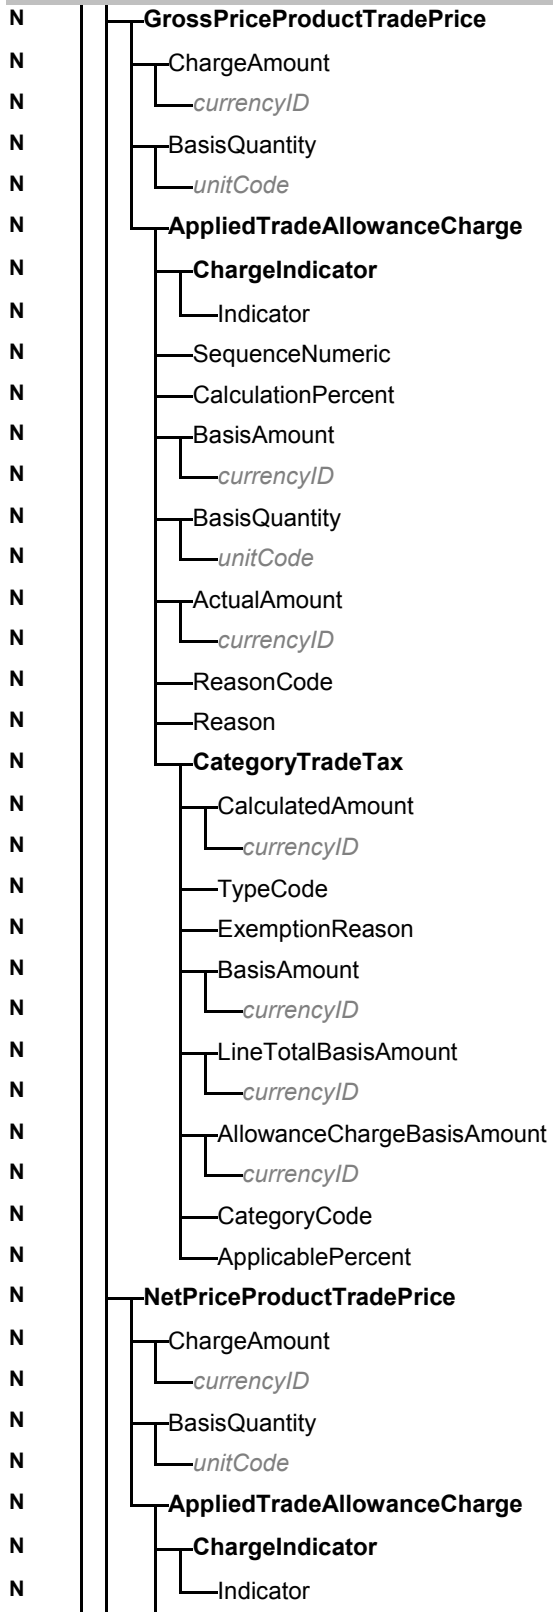 N GrossPriceProductTradePrice
N ChargeAmount
N currencyID
N BasisQuantity
N unitCode
N AppliedTradeAllowanceCharge
N ChargeIndicator
N Indicator
N SequenceNumeric
N CalculationPercent
N BasisAmount
N currencyID
N BasisQuantity
N unitCode
N ActualAmount
N currencyID
N ReasonCode
N Reason
N CategoryTradeTax
N CalculatedAmount
N currencyID
N TypeCode
N ExemptionReason
N BasisAmount
N currencyID
N LineTotalBasisAmount
N currencyID
N AllowanceChargeBasisAmount
N currencyID
N CategoryCode
N ApplicablePercent
N NetPriceProductTradePrice
N ChargeAmount
N currencyID
N BasisQuantity
N unitCode
N AppliedTradeAllowanceCharge
N ChargeIndicator
N Indicator